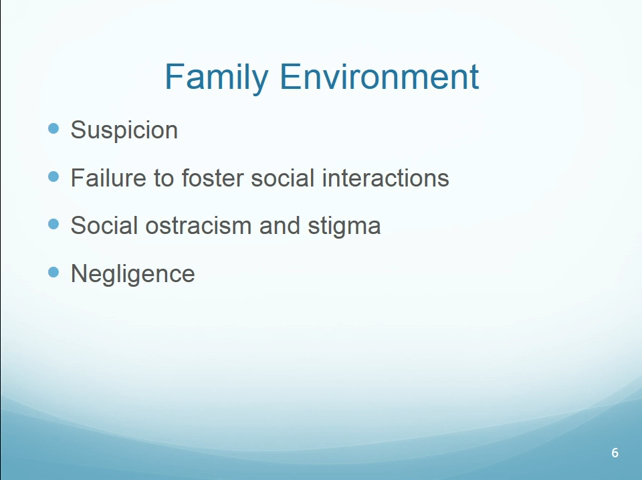 Family Environment
Suspicion
Failure to foster social interactions
Social ostracism and stigma
Negligence
6